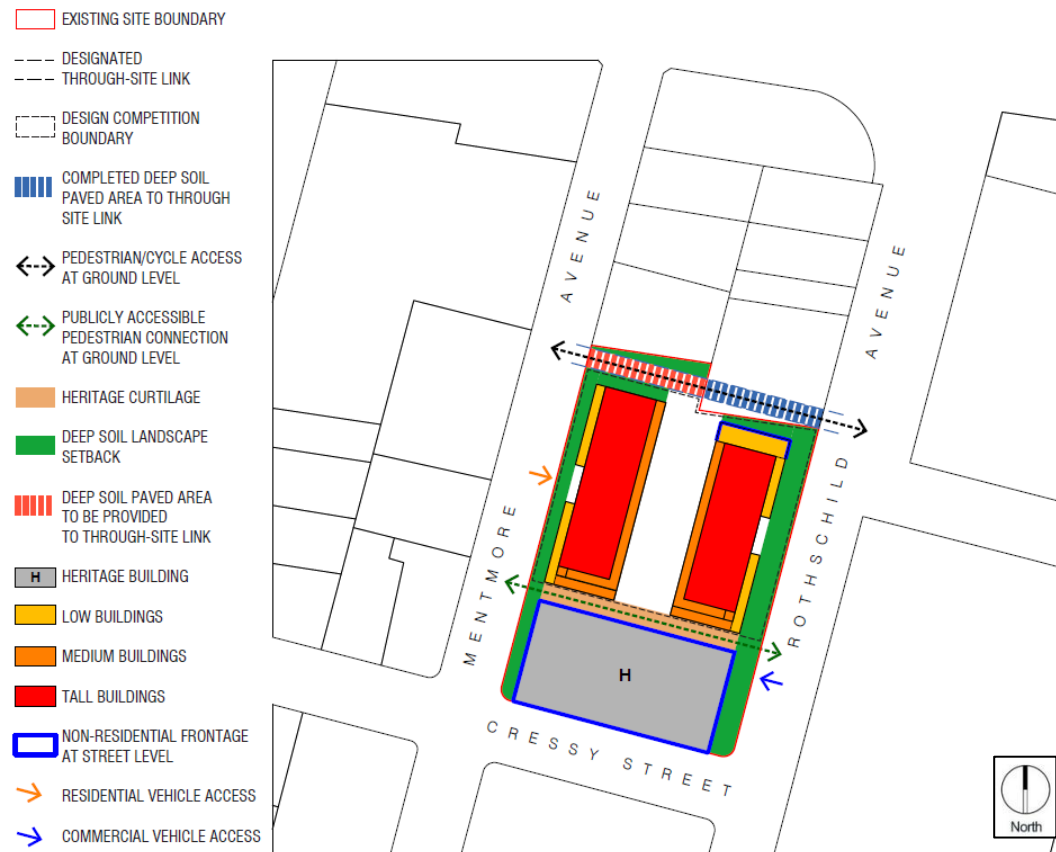 EXISTING SITE BOUNDARY
DESIGNATED
THROUGH-SITE LINK
DESIGN COMPETITION
BOUNDARY
COMPLETED DEEP SOIL
PAVED AREA TO THROUGH
SITE LINK
PEDESTRIAN/CYCLE ACCESS
AT GROUND LEVEL
PUBLICLY ACCESSIBLE
PEDESTRIAN CONNECTION
AT GROUND LEVEL
HERITAGE CURTILAGE
DEEP SOIL LANDSCAPE
SETBACK
DEEP SOIL PAVED AREA
TO BE PROVIDED
TO THROUGH-SITE LINK
H HERITAGE BUILDING
LOW BUILDINGS
MEDIUM BUILDINGS
TALL BUILDINGS
NON-RESIDENTIAL FRONTAGE
AT STREET LEVEL
RESIDENTIAL VEHICLE ACCESS
COMMERCIAL VEHICLE ACCESS
MENTMORE AVENUE
ROTHSCHILD AVENUE
H
CRESSY STREET
North